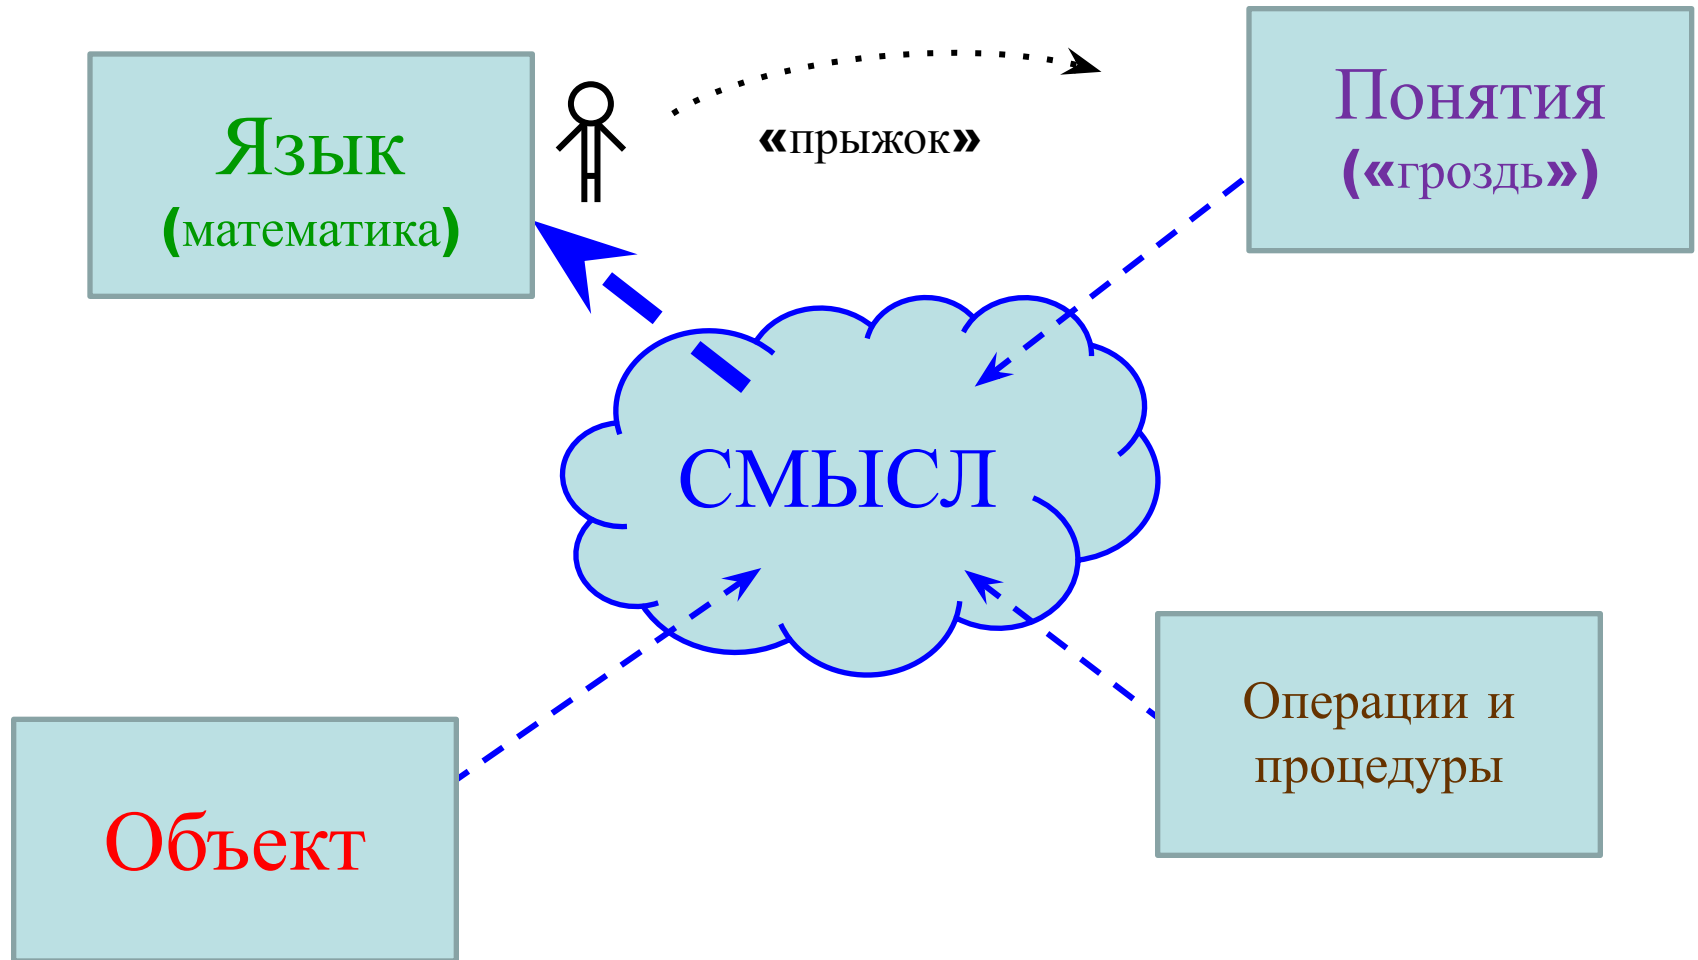 Язык
(математика)
«прыжок»
Понятия
(«гроздь»)
СМЫСЛ
Объект
Операции и
процедуры